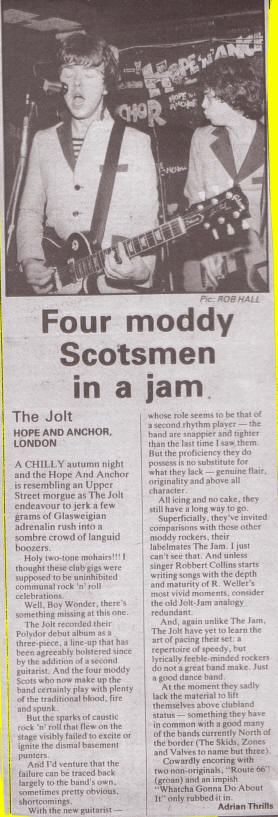 HOPE 'N' ANC
HOPE 'N'
ANCHOR
HOR
Pic: ROB HALL
Four moddy
Scotsmen
in a jam
The Jolt
HOPE AND ANCHOR,
LONDON
A CHILLY autumn night
and the Hope And Anchor
is resembling an Upper
Street morgue as The Jolt
endeavour to jerk a few
grams of Glasweigian
adrenalin rush into a
sombre crowd of languid
boozers.
Holy two-tone mohairs!!! I
thought these club gigs were
supposed to be uninhibited
communal rock 'n' roll
celebrations.
Well, Boy Wonder, there's
something missing at this one.
The Jolt recorded their
Polydor debut album as a
three-piece, a line-up that has
been agreeably bolstered since
by the addition of a second
guitarist. And the four moddy
Scots who now make up the
band certainly play with plenty
of the traditional blood, fire
and spunk.
But the sparks of caustic
rock 'n' roll that flew on the
stage visibly failed to excite or
ignite the dismal basement
punters.
And I'd venture that the
failure can be traced back
largely to the band's own,
sometimes pretty obvious,
shortcomings.
With the new guitarist —
whose role seems to be that of
a second rhythm player — the
band are snappier and tighter
than the last time I saw them.
But the proficiency they do
possess is no substitute for
what they lack — genuine flair,
originality and above all
character.
All icing and no cake, they
still have a long way to go.
Superficially, they've invited
comparisons with those other
moddy rockers, their
labelmates The Jam. I just
can't see that. And unless
singer Robbert Collins starts
writing songs with the depth
and maturity of R. Weller's
most vivid moments, consider
the old Jolt-Jam analogy
redundant.
And, again unlike The Jam,
The Jolt have yet to learn the
art of pacing their set: a
repertoire of speedy, but
lyrically feeble-minded rockers
do not a great band make. Just
a good dance band.
At the moment they sadly
lack the material to lift
themselves above clubland
status — something they have
in common with a good many
of the bands currently North of
the border (The Skids, Zones
and Valves to name but three).
Cowardly encoring with
two non-originals, "Route 66"
(groan) and an impish
"Whatcha Gonna Do About
It" only rubbed it in.
Adrian Thrills